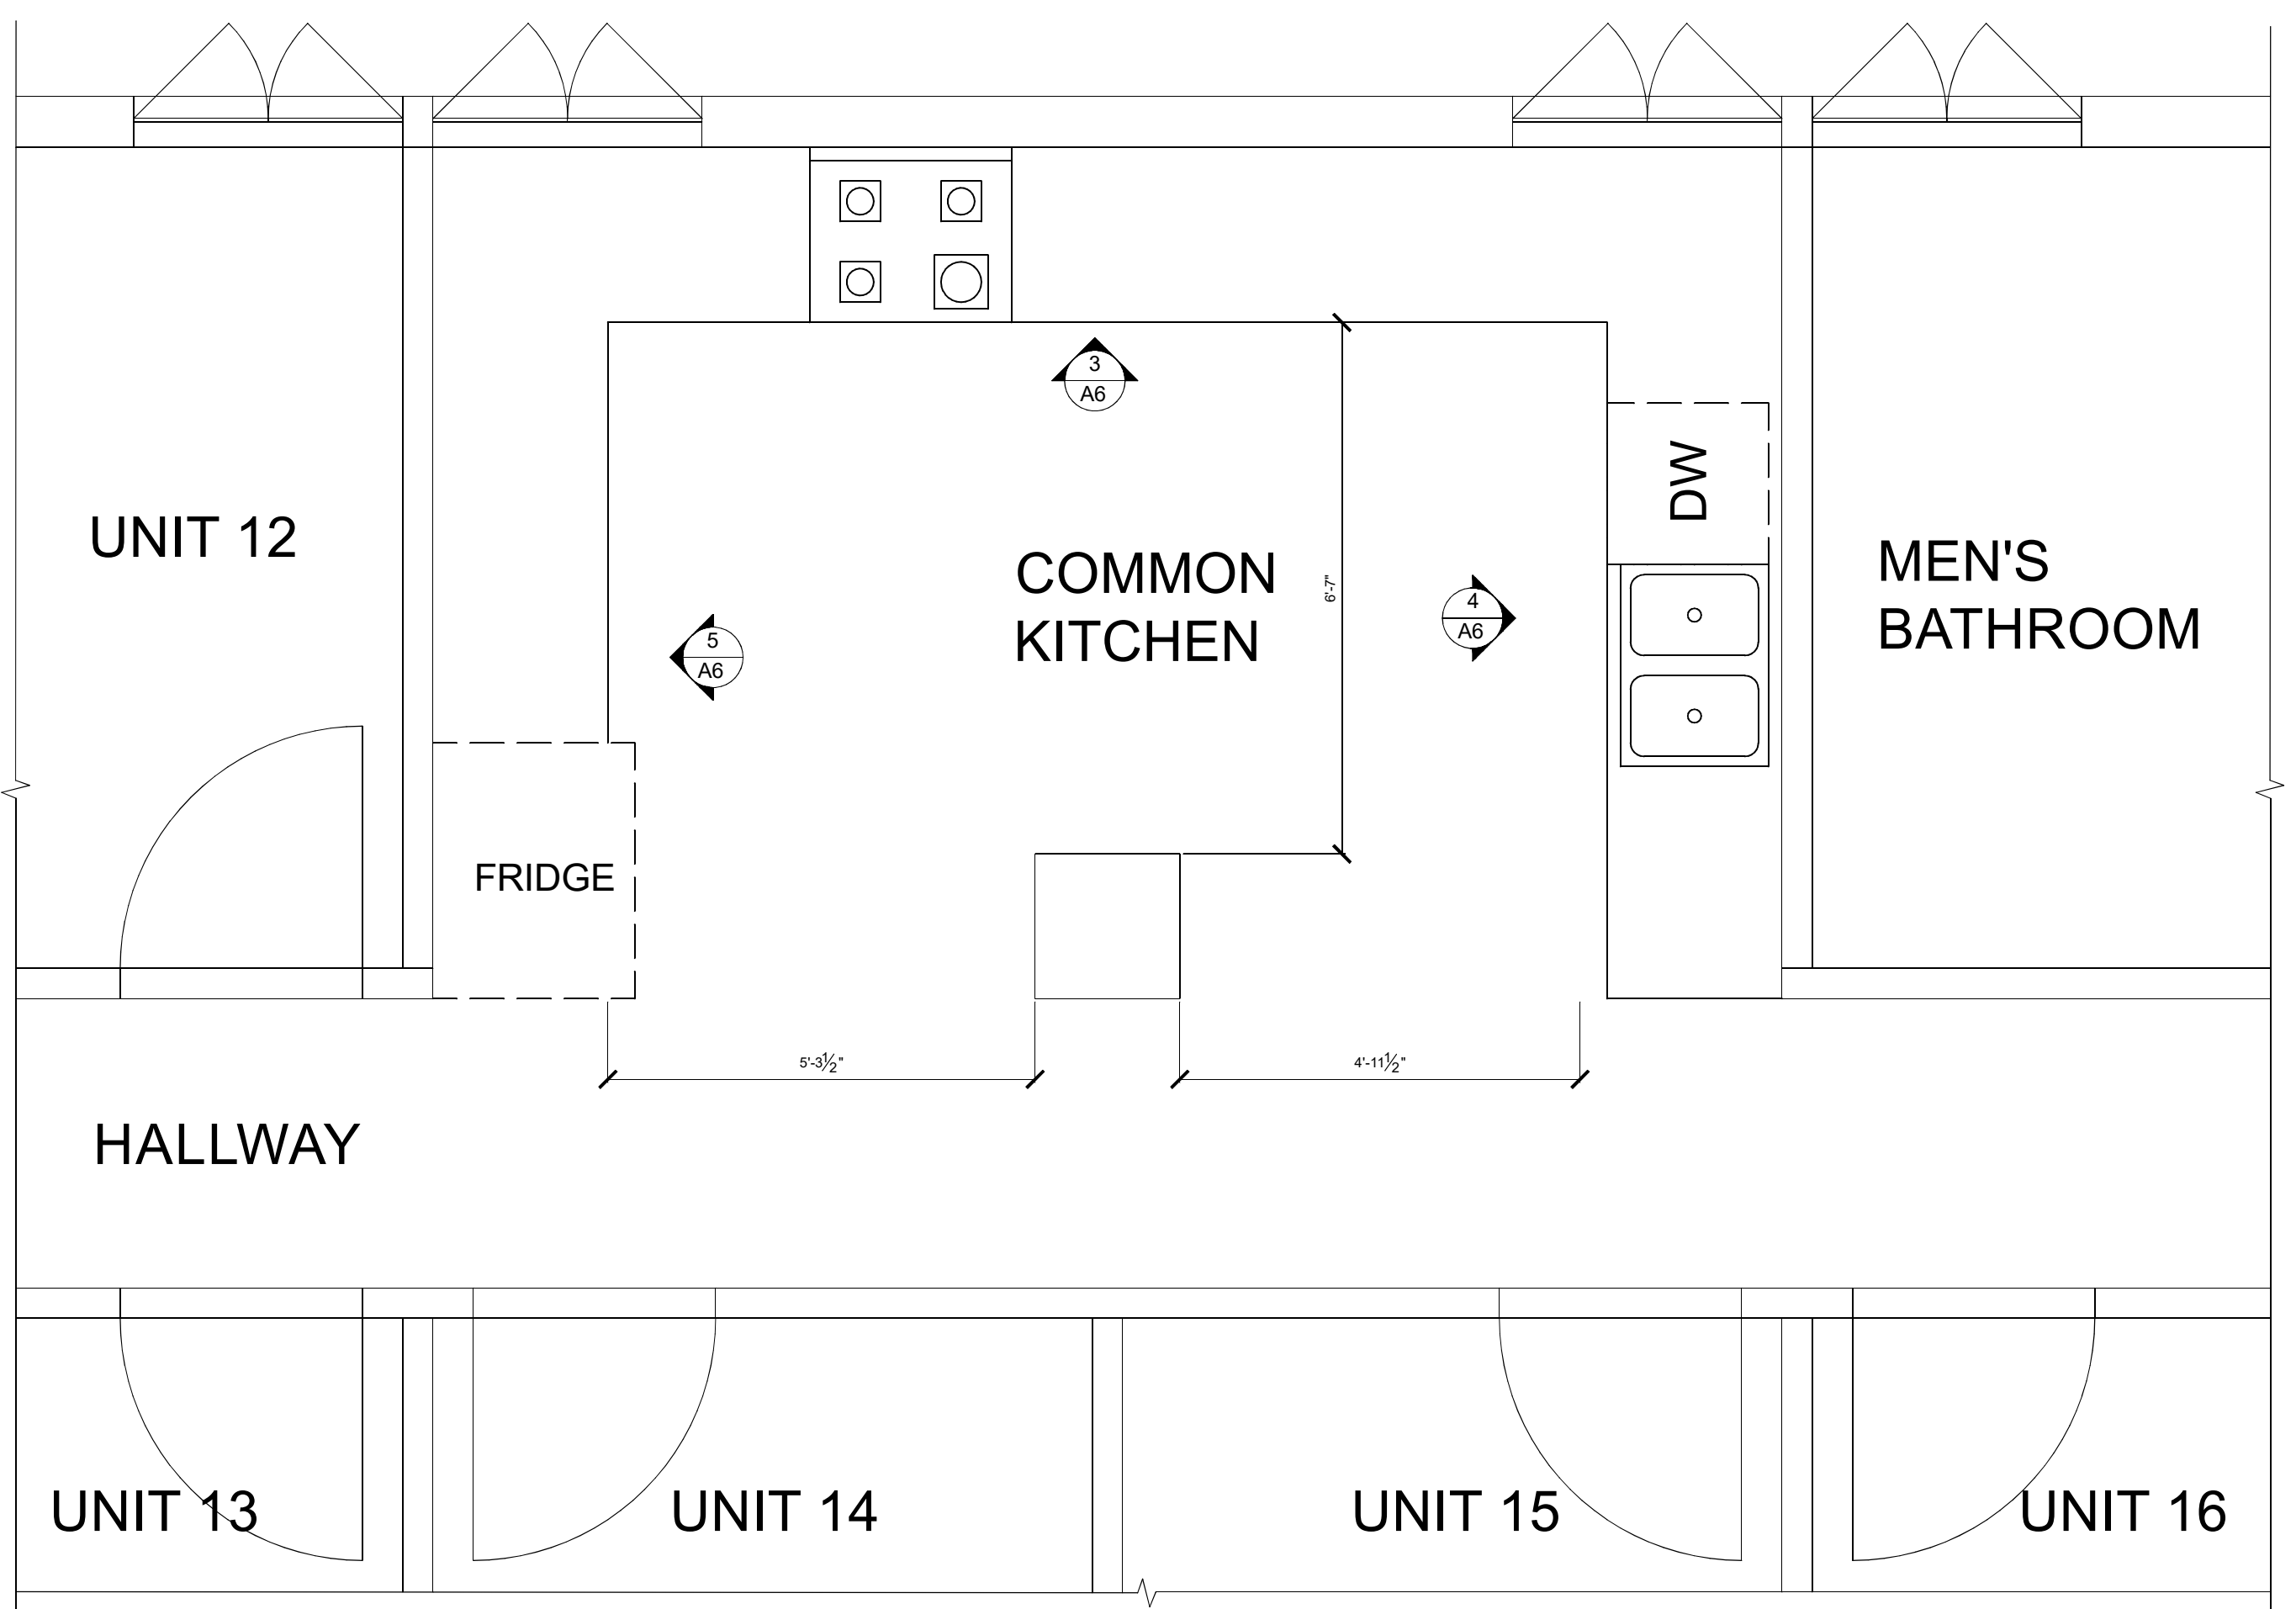 3
A6
DW
UNIT 12
COMMON
KITCHEN
6'-7"
4
A6
MEN'S
BATHROOM
5
A6
FRIDGE
5'-3½"
4'-11½"
HALLWAY
UNIT 13
UNIT 14
UNIT 15
UNIT 16